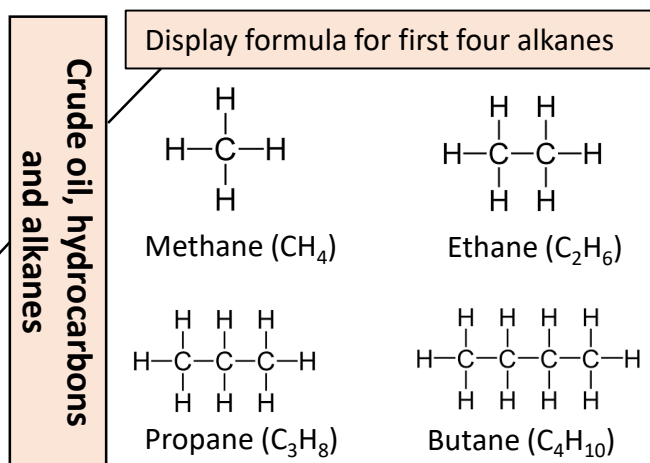 Crude oil, hydrocarbons
and alkanes
Display formula for first four alkanes
H
H—C—H
H
Methane (CH₄)
H H
H—C—C—H
H H
Ethane (C₂H₆)
H H H
H—C—C—C—H
H H H
Propane (C₃H₈)
H H H H
H—C—C—C—C—H
H H H H
Butane (C₄H₁₀)